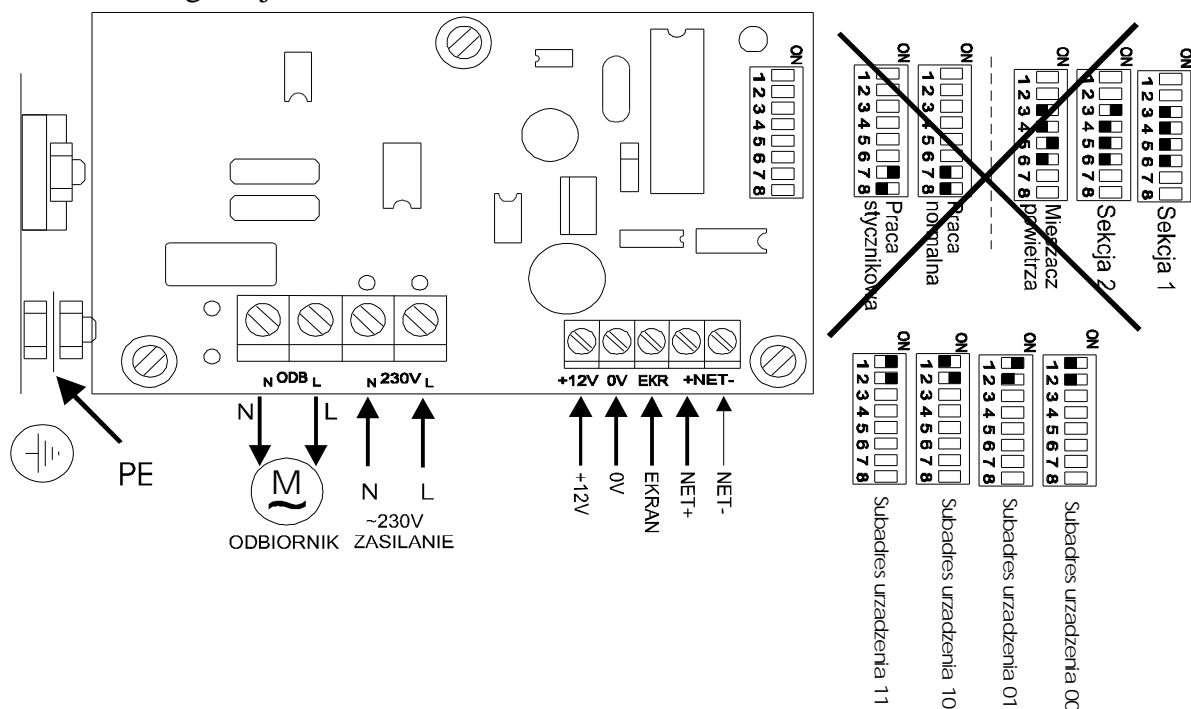 ON
1 2 3 4 5 6 7 8
N ODB L
N 230V L
+12V 0V EKR +NET-
N
L
N
L
M
~
PE
~230V
ODBIORNIK ZASILANIE
+12V
0V
EKRAN
NET+
NET-
ON
1 2 3 4 5 6 7 8
Praca
stycznikowa
ON
1 2 3 4 5 6 7 8
Praca
normalna
ON
1 2 3 4 5 6 7 8
Mieszacz
powietrza
ON
1 2 3 4 5 6 7 8
Sekcja 2
ON
1 2 3 4 5 6 7 8
Sekcja 1
ON
1 2 3 4 5 6 7 8
Subadres urzadzenia 11
ON
1 2 3 4 5 6 7 8
Subadres urzadzenia 10
ON
1 2 3 4 5 6 7 8
Subadres urzadzenia 01
ON
1 2 3 4 5 6 7 8
Subadres urzadzenia 00